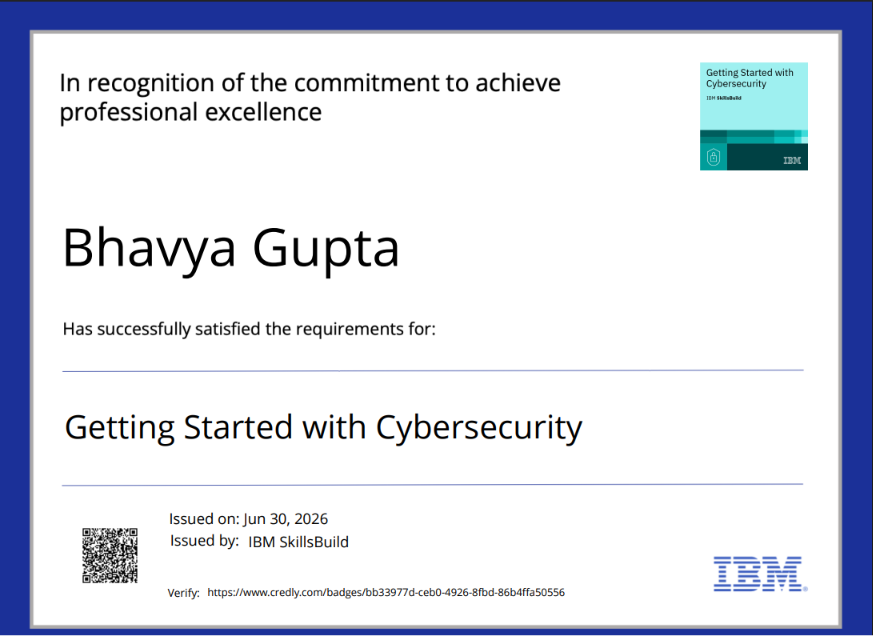 In recognition of the commitment to achieve
professional excellence
Getting Started with
Cybersecurity
IBM SkillsBuild
IBM
Bhavya Gupta
Has successfully satisfied the requirements for:
Getting Started with Cybersecurity
Issued on: Jun 30, 2026
Issued by: IBM SkillsBuild
Verify: https://www.credly.com/badges/bb33977d-ceb0-4926-8fbd-86b4ffa50556
IBM.